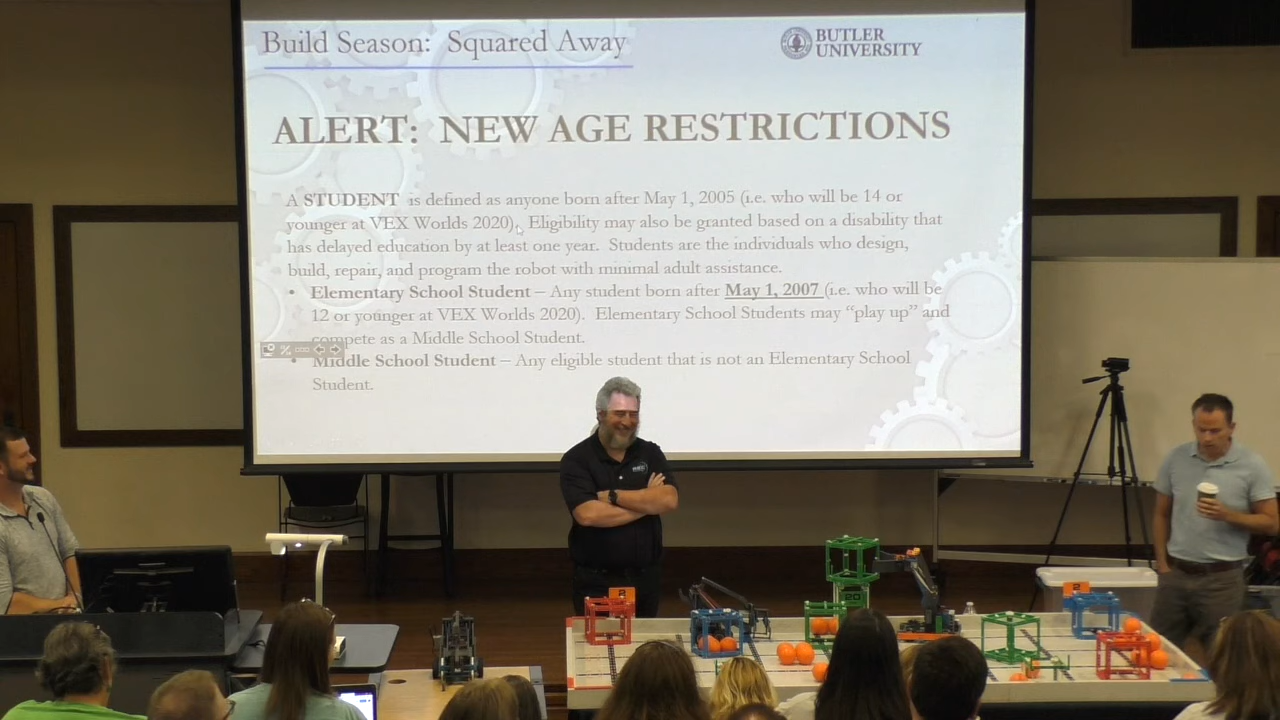 Build Season: Squared Away
BUTLER
UNIVERSITY
ALERT: NEW AGE RESTRICTIONS
A STUDENT is defined as anyone born after May 1, 2005 (i.e. who will be 14 or
younger at VEX Worlds 2020). Eligibility may also be granted based on a disability that
has delayed education by at least one year. Students are the individuals who design,
build, repair, and program the robot with minimal adult assistance.
• Elementary School Student – Any student born after May 1, 2007 (i.e. who will be
12 or younger at VEX Worlds 2020). Elementary School Students may “play up” and
compete as a Middle School Student.
• Middle School Student – Any eligible student that is not an Elementary School
Student.
2
20